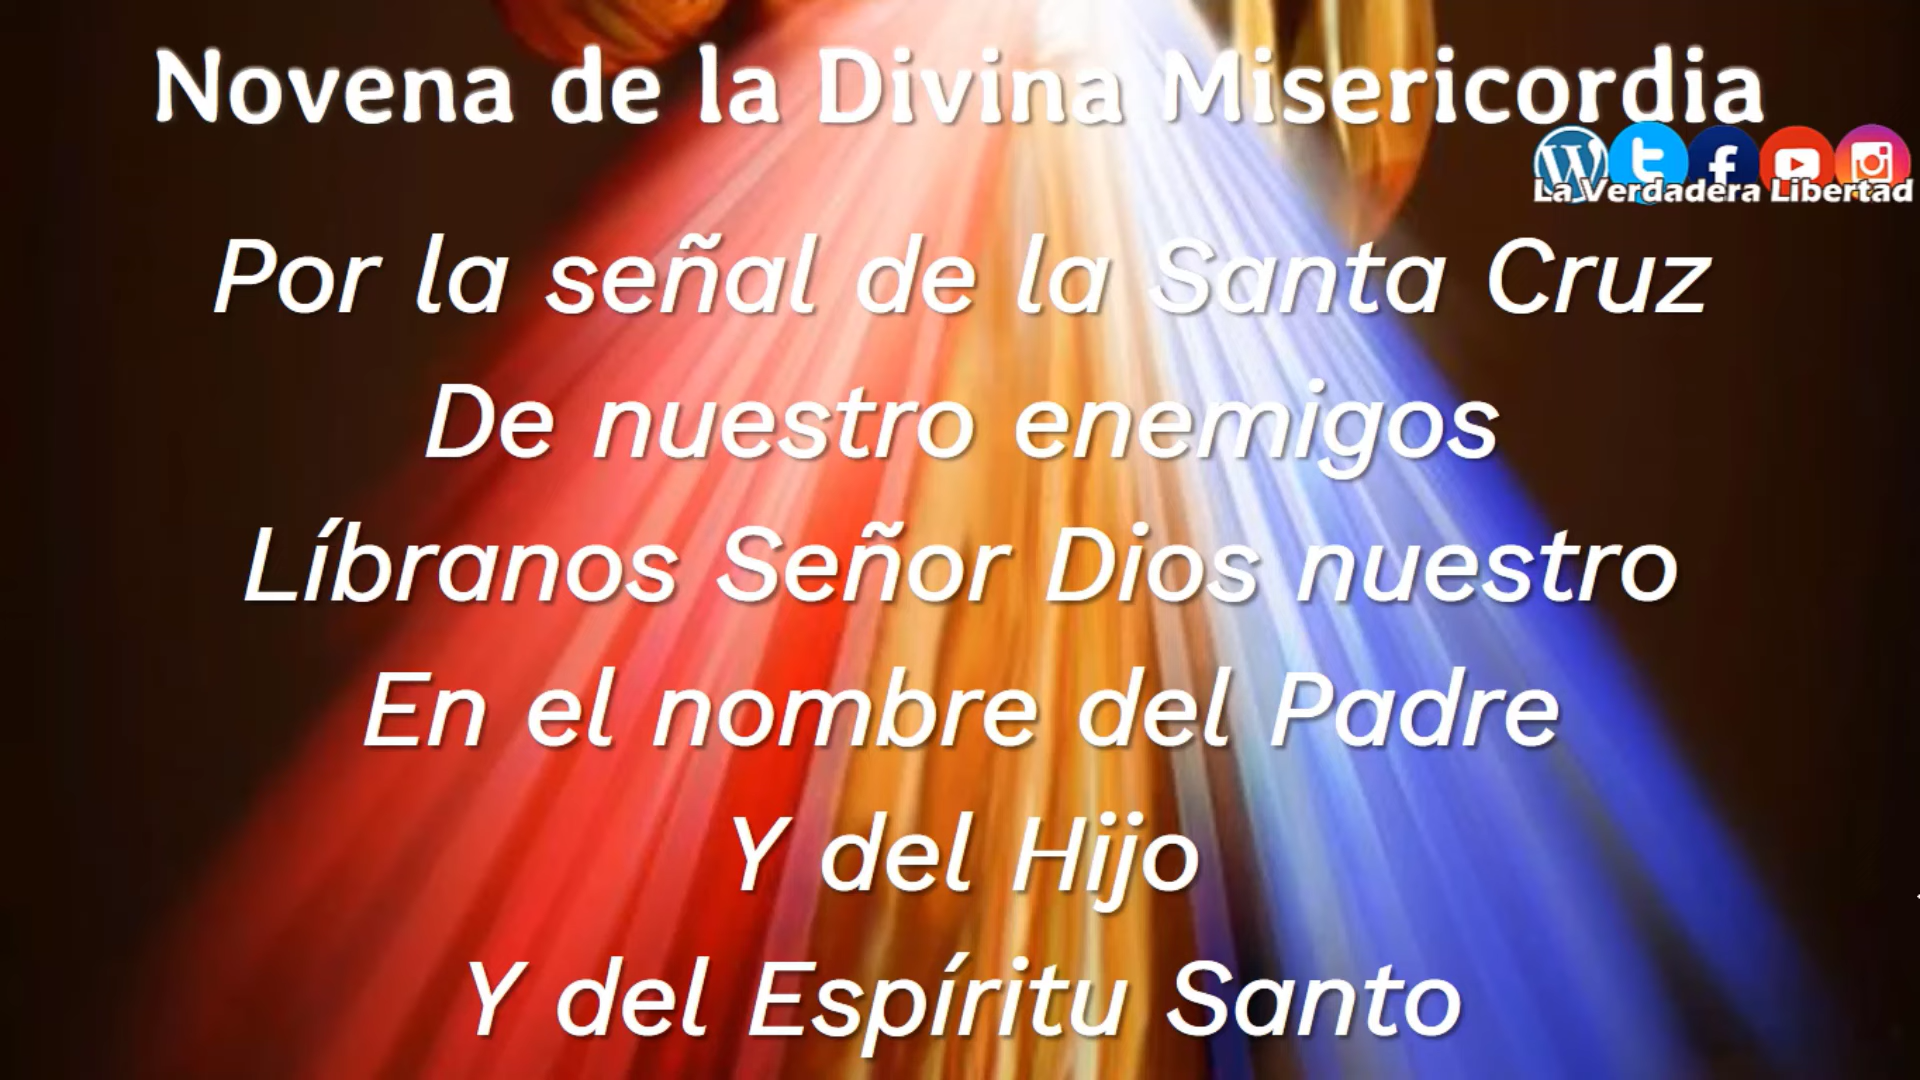 Novena de la Divina Misericordia
La Verdadera Libertad
Por la señal de la Santa Cruz
De nuestro enemigos
Líbranos Señor Dios nuestro
En el nombre del Padre
Y del Hijo
Y del Espíritu Santo